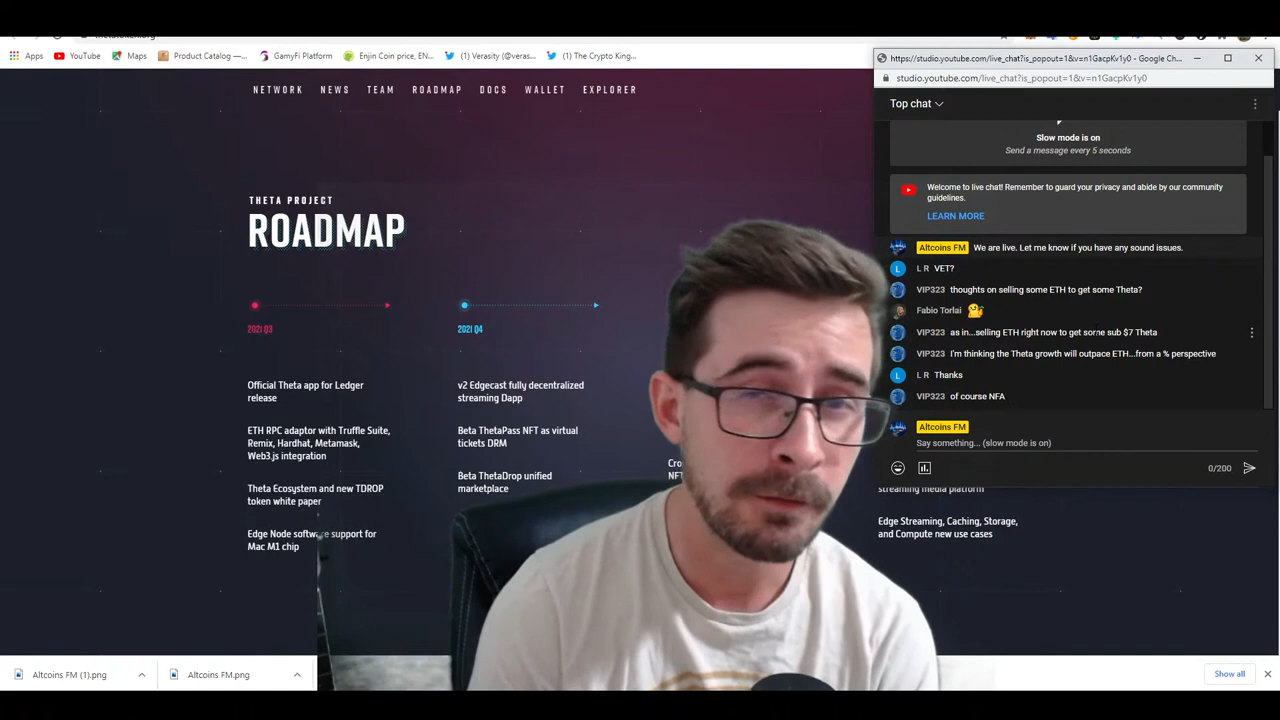 Apps
YouTube
Maps
Product Catalog —...
GamyFi Platform
Enjin Coin price, EN...
(1) Verasity (@veras...
(1) The Crypto King...
https://studio.youtube.com/live_chat?is_popout=1&v=n1GacpKv1y0 - Google Ch...
studio.youtube.com/live_chat?is_popout=1&v=n1GacpKv1y0
NETWORK
NEWS
TEAM
ROADMAP
DOCS
WALLET
EXPLORER
THETA PROJECT
ROADMAP
2021 Q3
Official Theta app for Ledger
release
ETH RPC adaptor with Truffle Suite,
Remix, Hardhat, Metamask,
Web3.js integration
Theta Ecosystem and new TDROP
token white paper
Edge Node software support for
Mac M1 chip
2021 Q4
v2 Edgecast fully decentralized
streaming Dapp
Beta ThetaPass NFT as virtual
tickets DRM
Beta ThetaDrop unified
marketplace
streaming media platform
Edge Streaming, Caching, Storage,
and Compute new use cases
Top chat
Slow mode is on
Send a message every 5 seconds
Welcome to live chat! Remember to guard your privacy and abide by our community
guidelines.
LEARN MORE
Altcoins FM We are live. Let me know if you have any sound issues.
L R VET?
VIP323 thoughts on selling some ETH to get some Theta?
Fabio Torlai
VIP323 as in...selling ETH right now to get some sub $7 Theta
VIP323 I'm thinking the Theta growth will outpace ETH...from a % perspective
L R Thanks
VIP323 of course NFA
Altcoins FM
Say something... (slow mode is on)
0/200
Altcoins FM (1).png
Altcoins FM.png
Show all